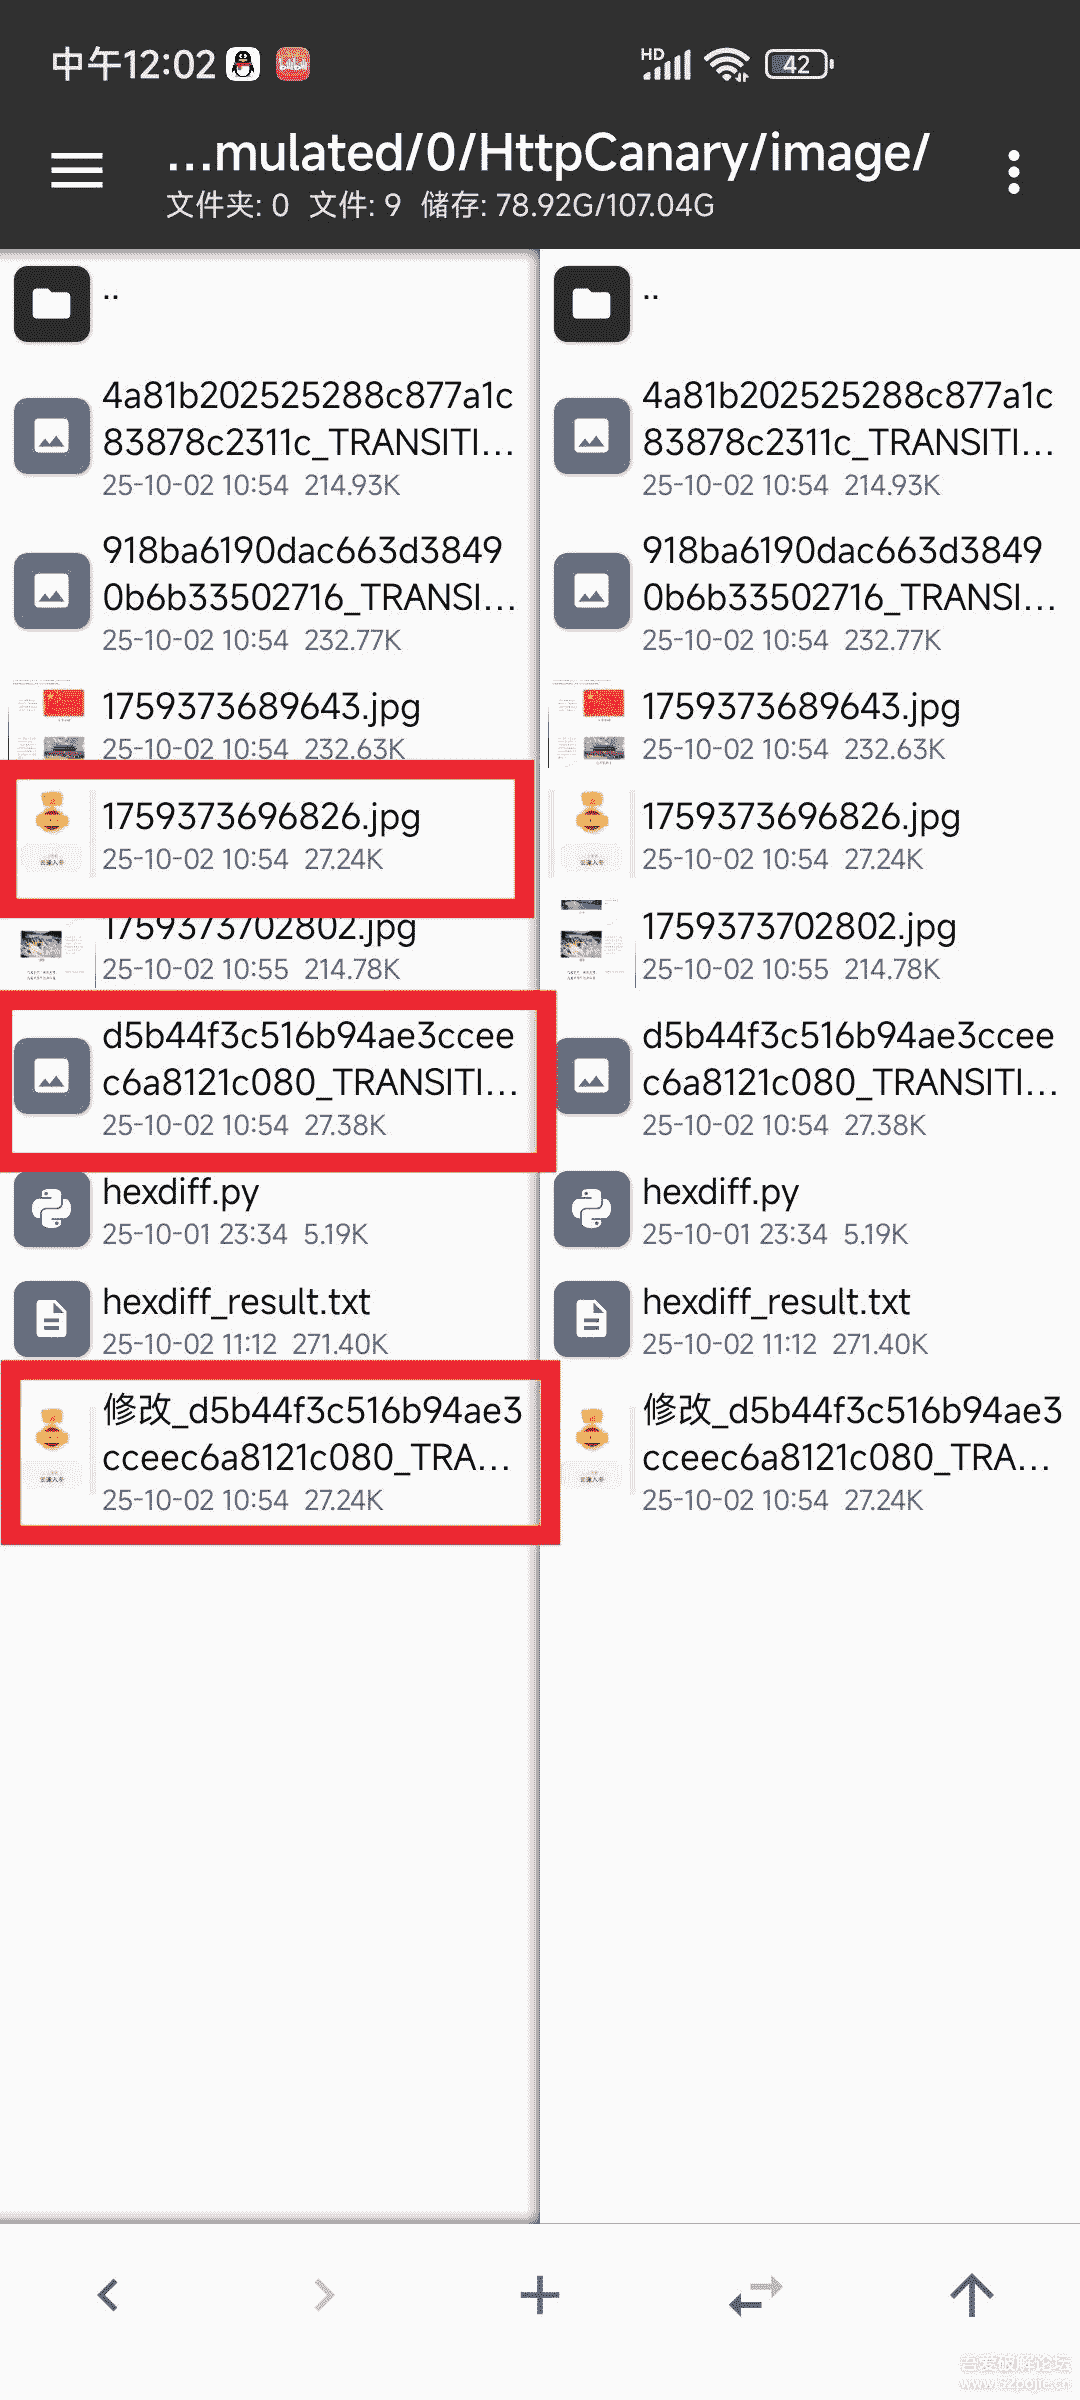 中午12:02
HD
42
...mulated/0/HttpCanary/image/
文件夹: 0 文件: 9 储存: 78.92G/107.04G
..
4a81b202525288c877a1c
83878c2311c_TRANSITI...
25-10-02 10:54 214.93K
918ba6190dac663d3849
0b6b33502716_TRANSI...
25-10-02 10:54 232.77K
1759373689643.jpg
25-10-02 10:54 232.63K
1759373696826.jpg
25-10-02 10:54 27.24K
1759373702802.jpg
25-10-02 10:55 214.78K
d5b44f3c516b94ae3ccee
c6a8121c080_TRANSITI...
25-10-02 10:54 27.38K
hexdiff.py
25-10-01 23:34 5.19K
hexdiff_result.txt
25-10-02 11:12 271.40K
修改_d5b44f3c516b94ae3
cceec6a8121c080_TRA...
25-10-02 10:54 27.24K
..
4a81b202525288c877a1c
83878c2311c_TRANSITI...
25-10-02 10:54 214.93K
918ba6190dac663d3849
0b6b33502716_TRANSI...
25-10-02 10:54 232.77K
1759373689643.jpg
25-10-02 10:54 232.63K
1759373696826.jpg
25-10-02 10:54 27.24K
1759373702802.jpg
25-10-02 10:55 214.78K
d5b44f3c516b94ae3ccee
c6a8121c080_TRANSITI...
25-10-02 10:54 27.38K
hexdiff.py
25-10-01 23:34 5.19K
hexdiff_result.txt
25-10-02 11:12 271.40K
修改_d5b44f3c516b94ae3
cceec6a8121c080_TRA...
25-10-02 10:54 27.24K
吾爱破解论坛
www.52pojie.cn